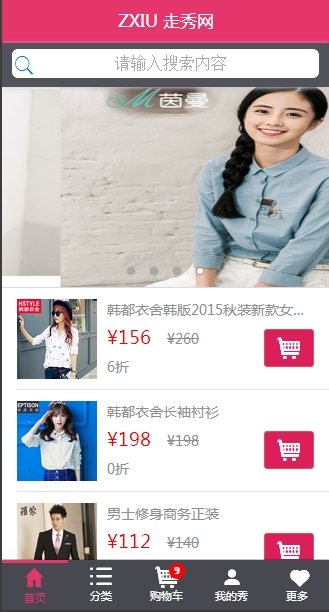 ZXIU 走秀网
请输入搜索内容
茵曼
HSTYLE
韩都衣舍
韩都衣舍韩版2015秋装新款女...
¥156 ¥260
6折
EPTISON
韩都衣舍长袖衬衫
¥198 ¥198
0折
男士修身商务正装
¥112 ¥140
9
首页 分类 购物车 我的秀 更多